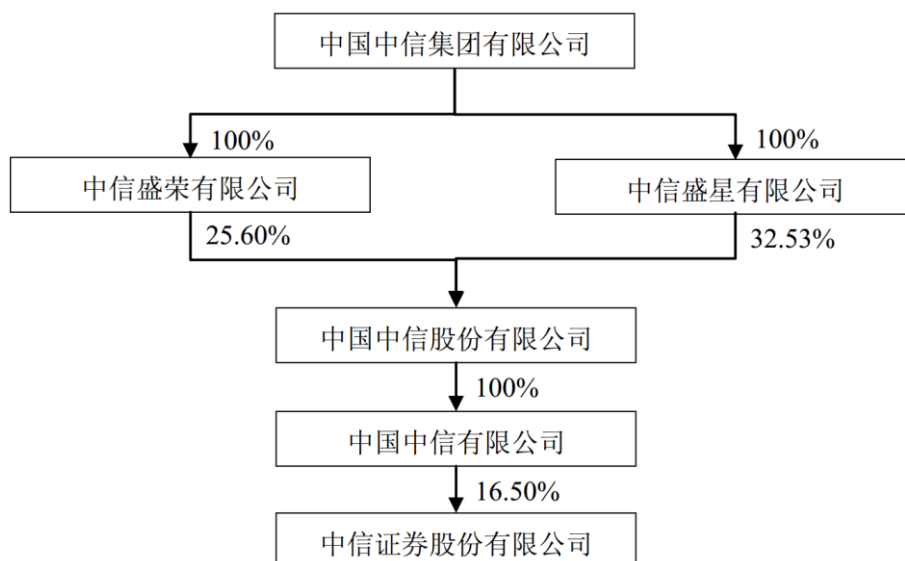 中国中信集团有限公司
100%
100%
中信盛荣有限公司
中信盛星有限公司
25.60%
32.53%
中国中信股份有限公司
100%
中国中信有限公司
16.50%
中信证券股份有限公司